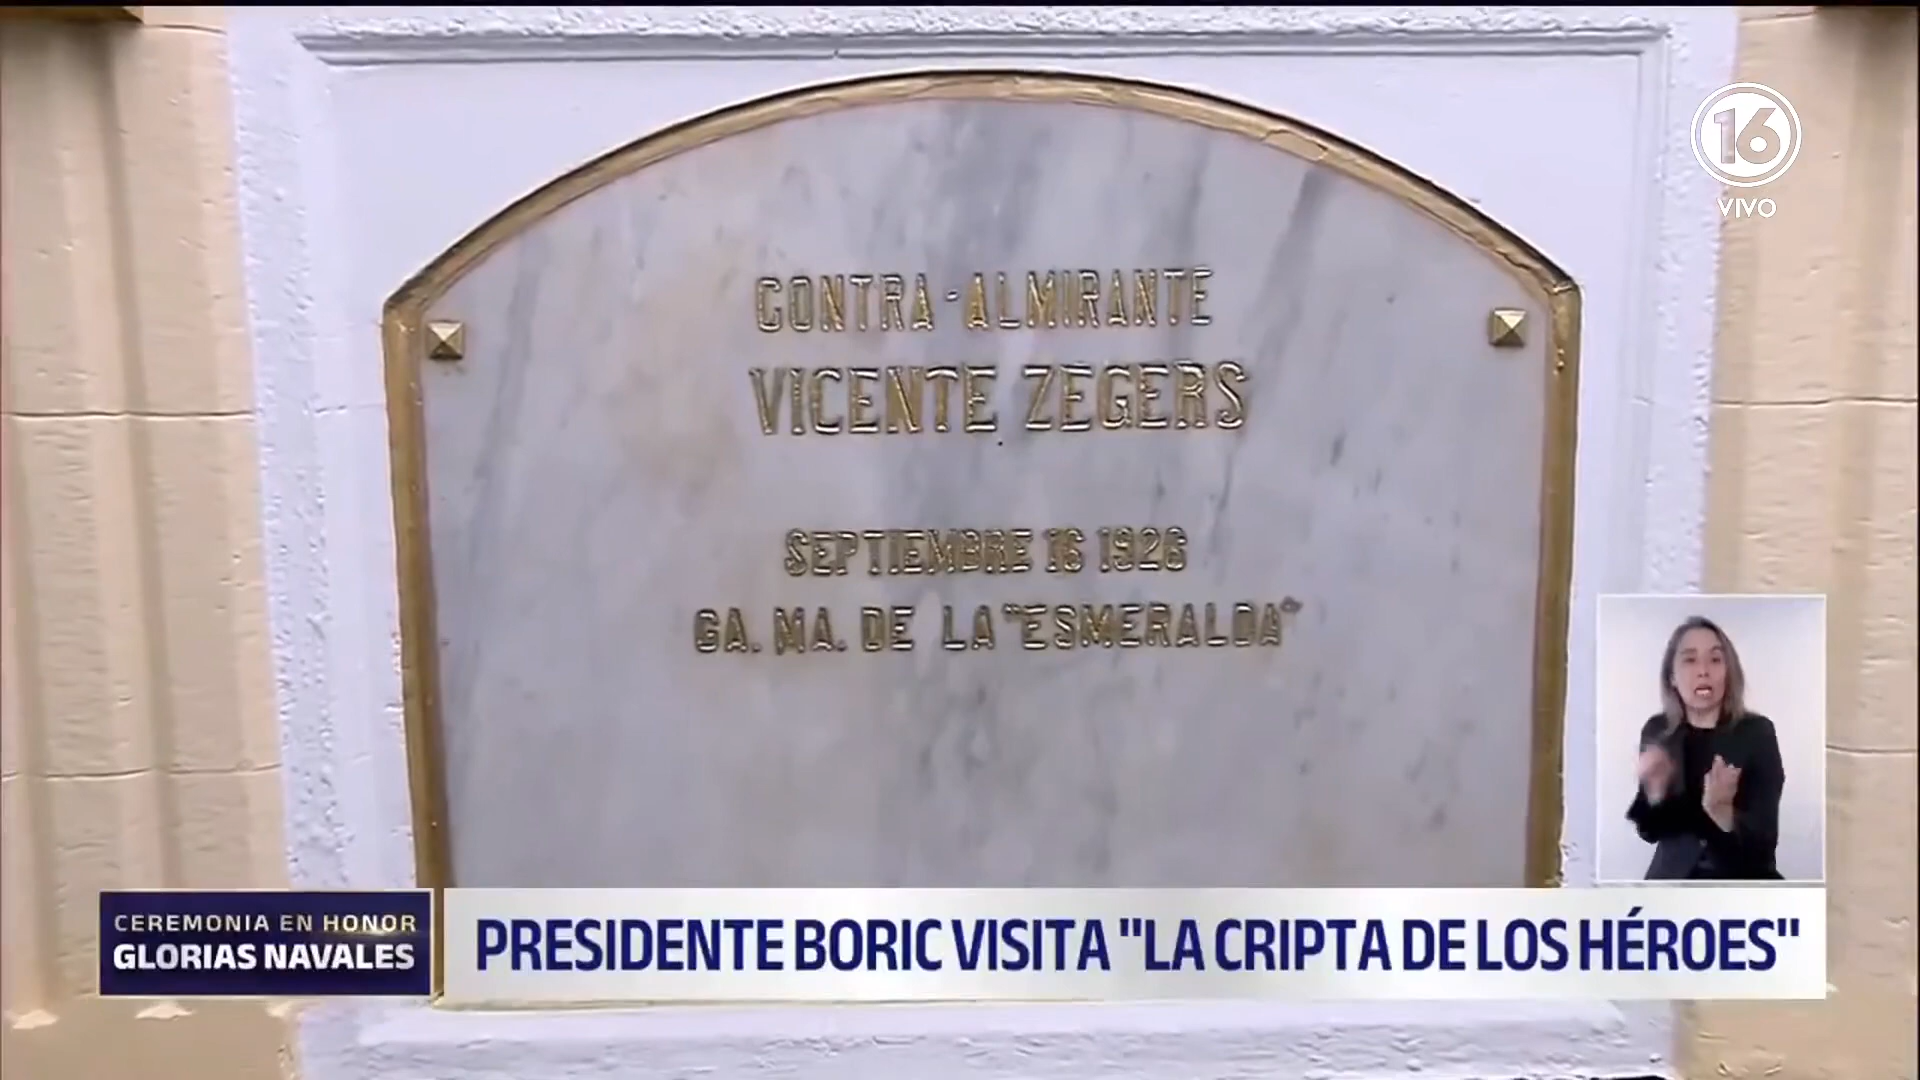 16
VIVO
CONTRA-ALMIRANTE
VICENTE ZEGERS
SEPTIEMBRE 16 1926
GA. MA. DE LA "ESMERALDA"
CEREMONIA EN HONOR
GLORIAS NAVALES
PRESIDENTE BORIC VISITA "LA CRIPTA DE LOS HÉROES"